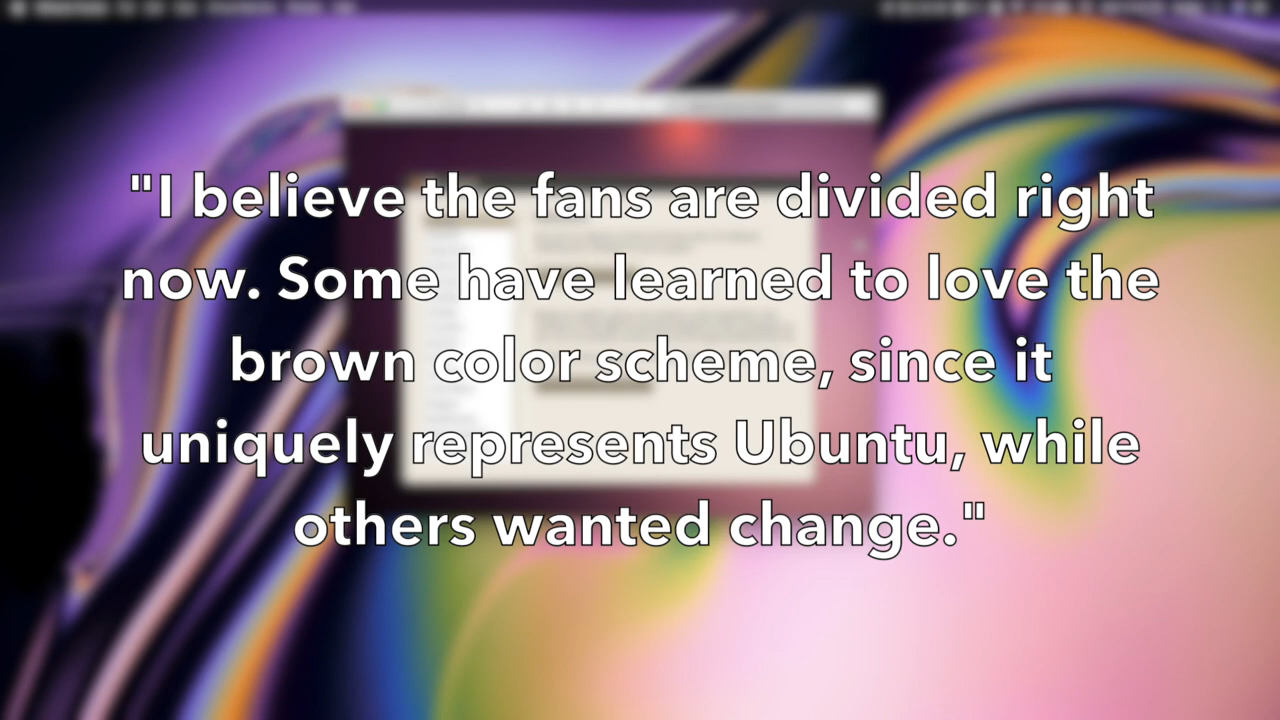 "I believe the fans are divided right
now. Some have learned to love the
brown color scheme, since it
uniquely represents Ubuntu, while
others wanted change."